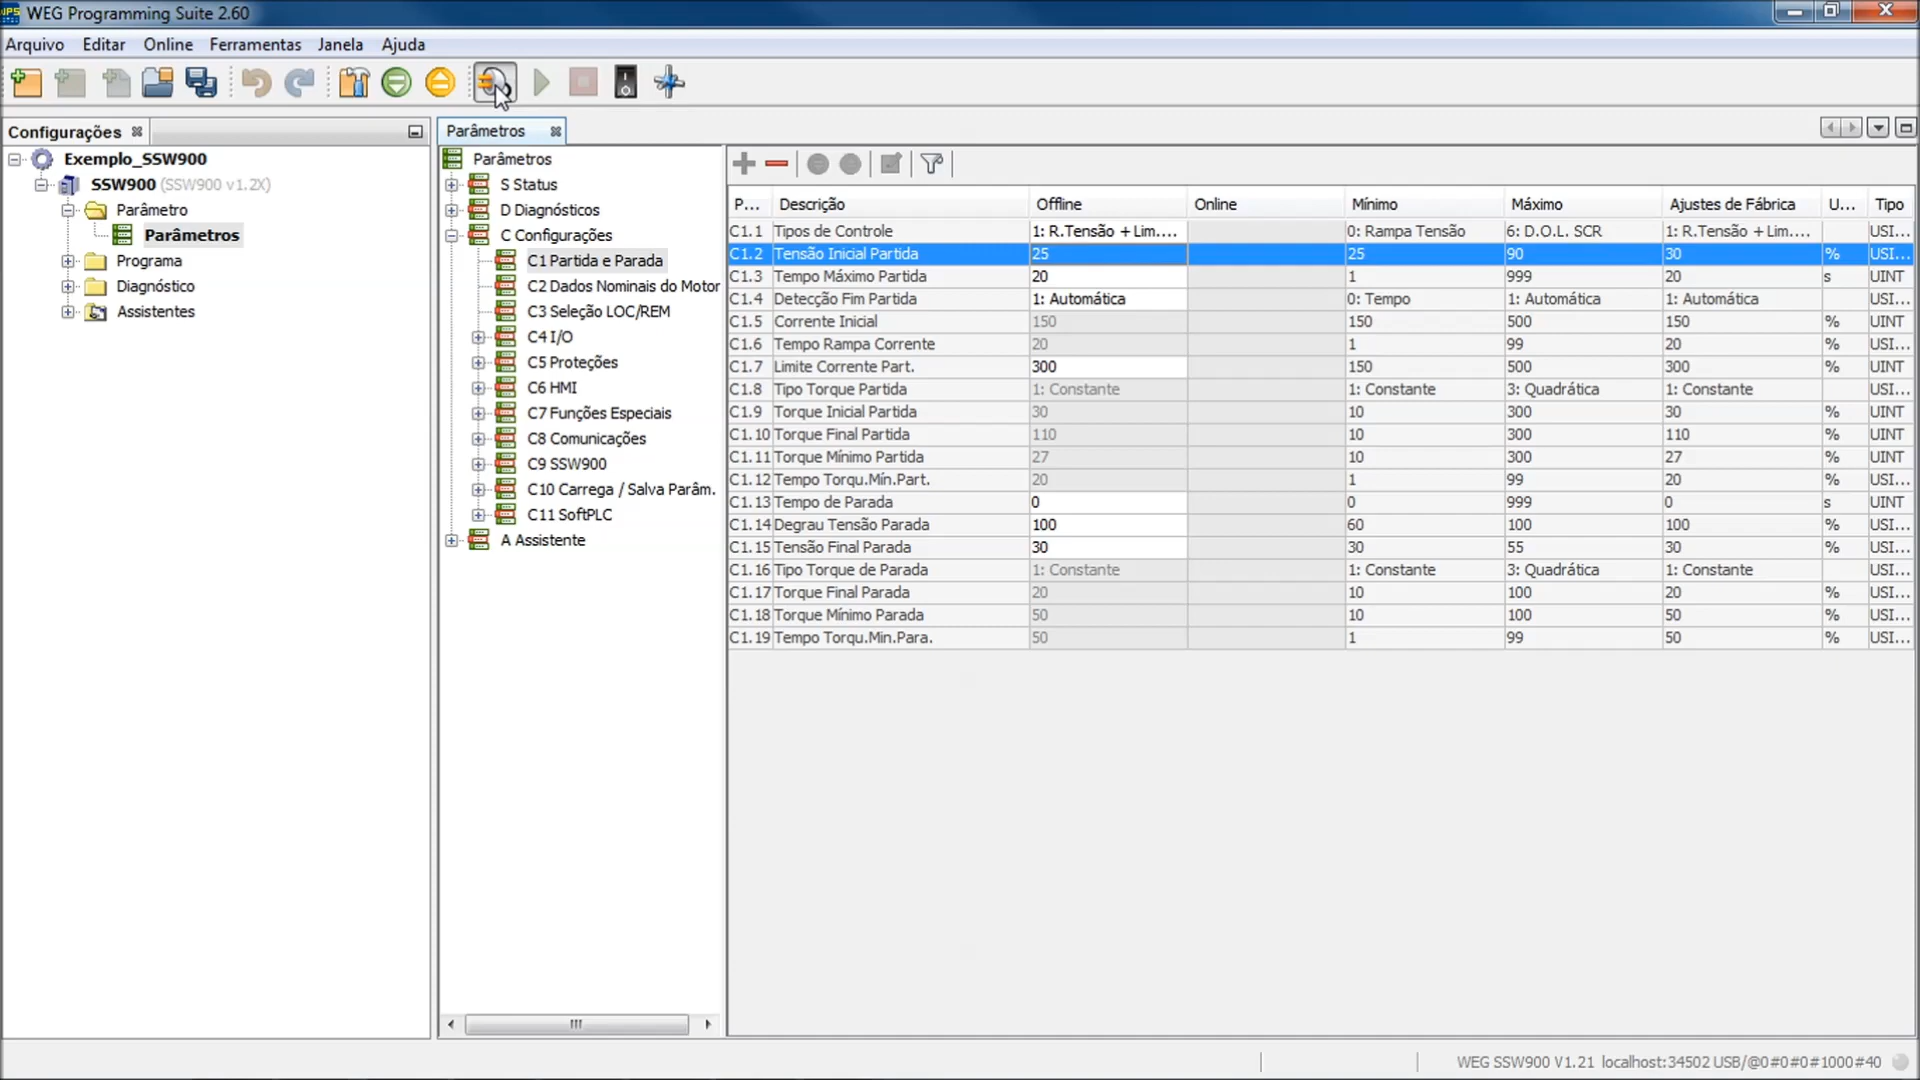 WEG Programming Suite 2.60
Arquivo Editar Online Ferramentas Janela Ajuda
Configurações
Exemplo_SSW900
SSW900 (SSW900 v1.2X)
Parâmetro
Parâmetros
Programa
Diagnóstico
Assistentes
Parâmetros
Parâmetros
S Status
D Diagnósticos
C Configurações
C1 Partida e Parada
C2 Dados Nominais do Motor
C3 Seleção LOC/REM
C4 I/O
C5 Proteções
C6 HMI
C7 Funções Especiais
C8 Comunicações
C9 SSW900
C10 Carrega / Salva Parâm.
C11 SoftPLC
A Assistente
P... Descrição Offline Online Mínimo Máximo Ajustes de Fábrica U... Tipo
C1.1 Tipos de Controle 1: R.Tensão +Lim.... 0: Rampa Tensão 6: D.O.L. SCR 1: R.Tensão +Lim.... USI...
C1.2 Tensão Inicial Partida 25 25 90 30 % USI...
C1.3 Tempo Máximo Partida 20 1 999 20 s UINT
C1.4 Detecção Fim Partida 1: Automática 0: Tempo 1: Automática 1: Automática USI...
C1.5 Corrente Inicial 150 150 500 150 % UINT
C1.6 Tempo Rampa Corrente 20 1 99 20 % USI...
C1.7 Limite Corrente Part. 300 150 500 300 % UINT
C1.8 Tipo Torque Partida 1: Constante 1: Constante 3: Quadrática 1: Constante USI...
C1.9 Torque Inicial Partida 30 10 300 30 % UINT
C1.10 Torque Final Partida 110 10 300 110 % UINT
C1.11 Torque Mínimo Partida 27 10 300 27 % UINT
C1.12 Tempo Torqu.Mín.Part. 20 1 99 20 % USI...
C1.13 Tempo de Parada 0 0 999 0 s UINT
C1.14 Degrau Tensão Parada 100 60 100 100 % USI...
C1.15 Tensão Final Parada 30 30 55 30 % USI...
C1.16 Tipo Torque de Parada 1: Constante 1: Constante 3: Quadrática 1: Constante USI...
C1.17 Torque Final Parada 20 10 100 20 % USI...
C1.18 Torque Mínimo Parada 50 10 100 50 % USI...
C1.19 Tempo Torqu.Min.Para. 50 1 99 50 % USI...
WEG SSW900 V1.21 localhost:34502 USB/@0#0#0#1000#40